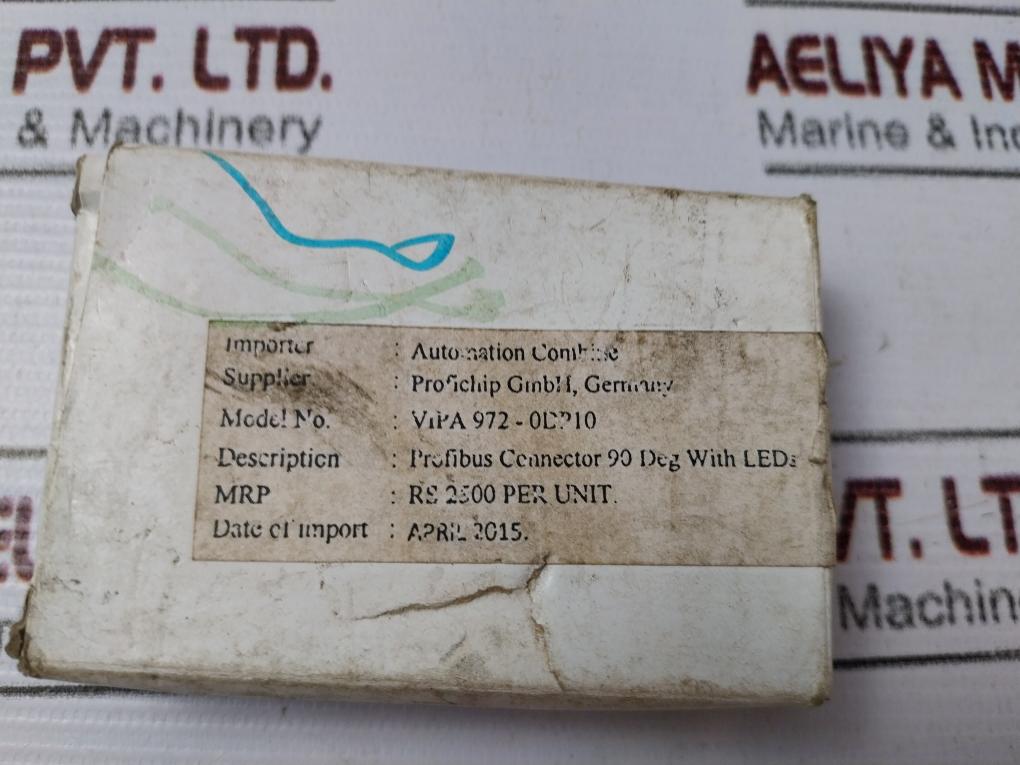 PVT. LTD.
& Machinery
AELIYA M
Marine & Ind
Importer : Automation Combine
Supplier : Profichip GmbH, Germany
Model No. : VIPA 972 - 0DP10
Description : Profibus Connector 90 Deg With LEDs
MRP : RS 2500 PER UNIT.
Date of import : APRIL 2015.
VT. LT
Machin